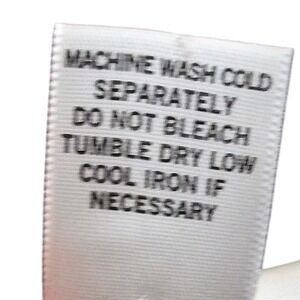 MACHINE WASH COLD
SEPARATELY
DO NOT BLEACH
TUMBLE DRY LOW
COOL IRON IF
NECESSARY